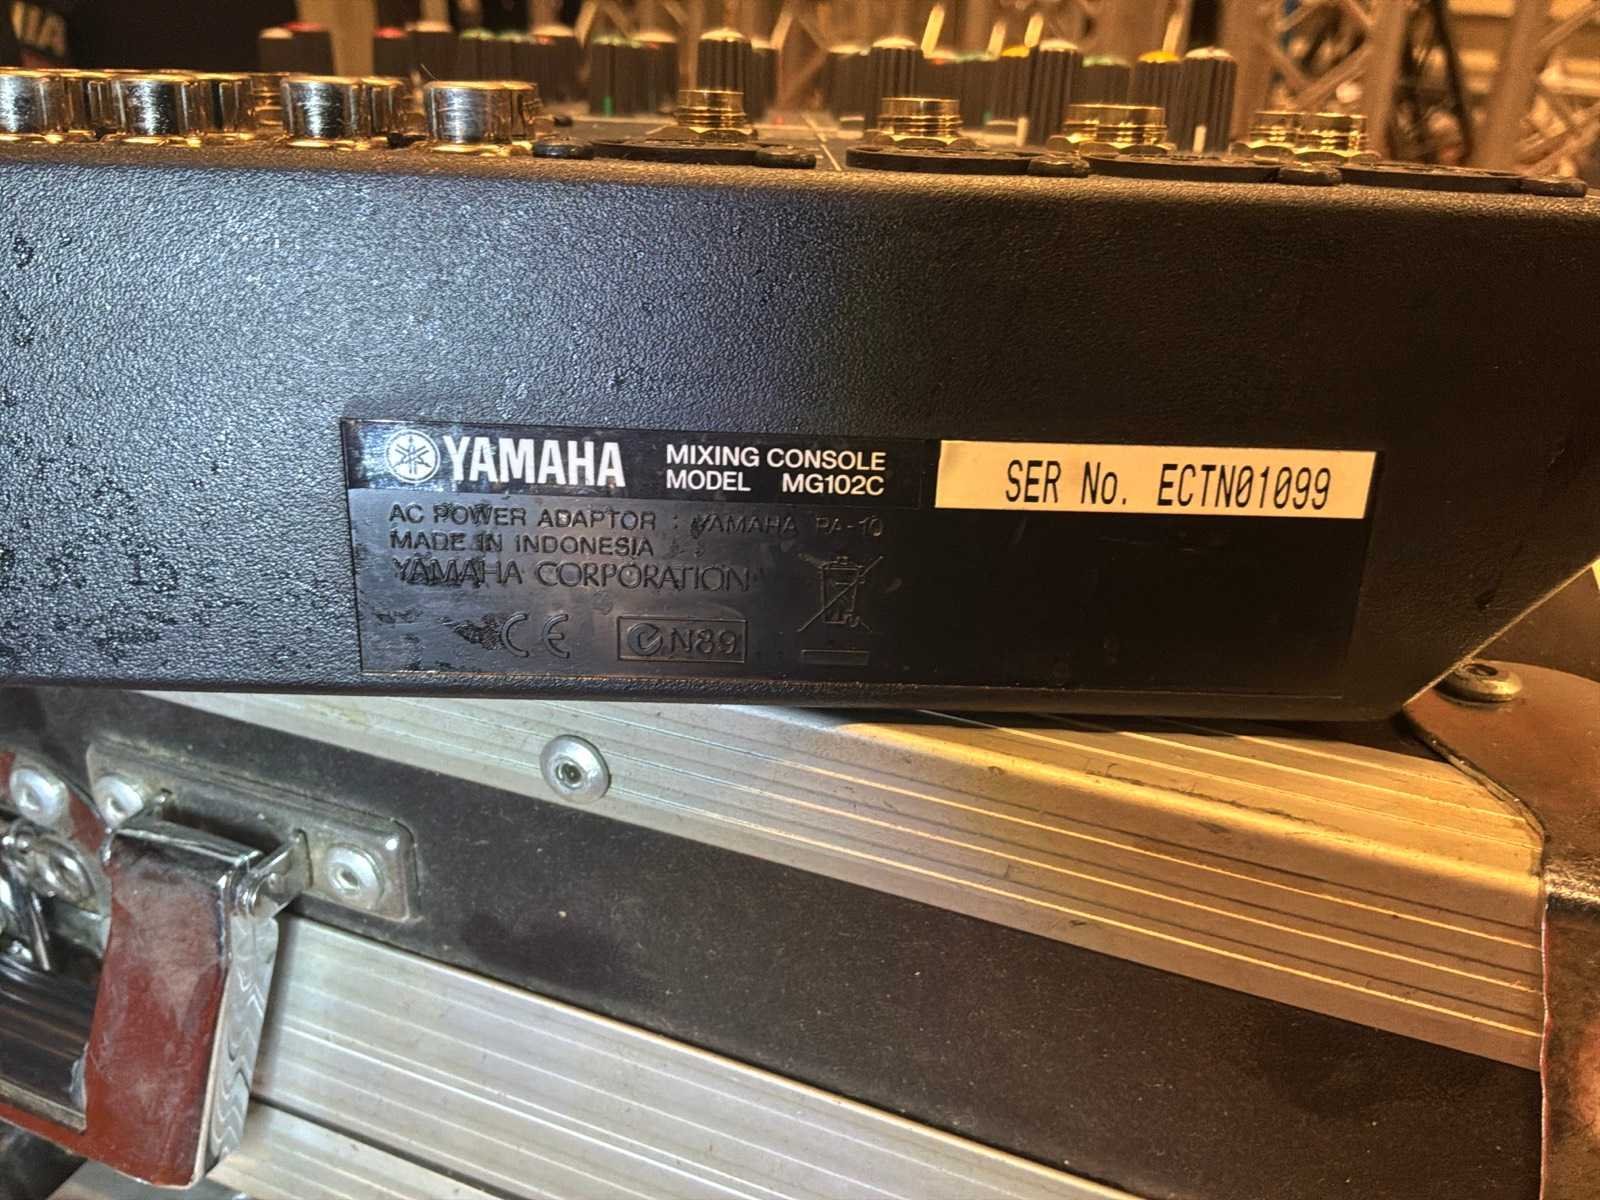 YAMAHA
MIXING CONSOLE
MODEL MG102C
SER No. ECTN01099
AC POWER ADAPTOR : YAMAHA PA-10
MADE IN INDONESIA
YAMAHA CORPORATION
CE
N89